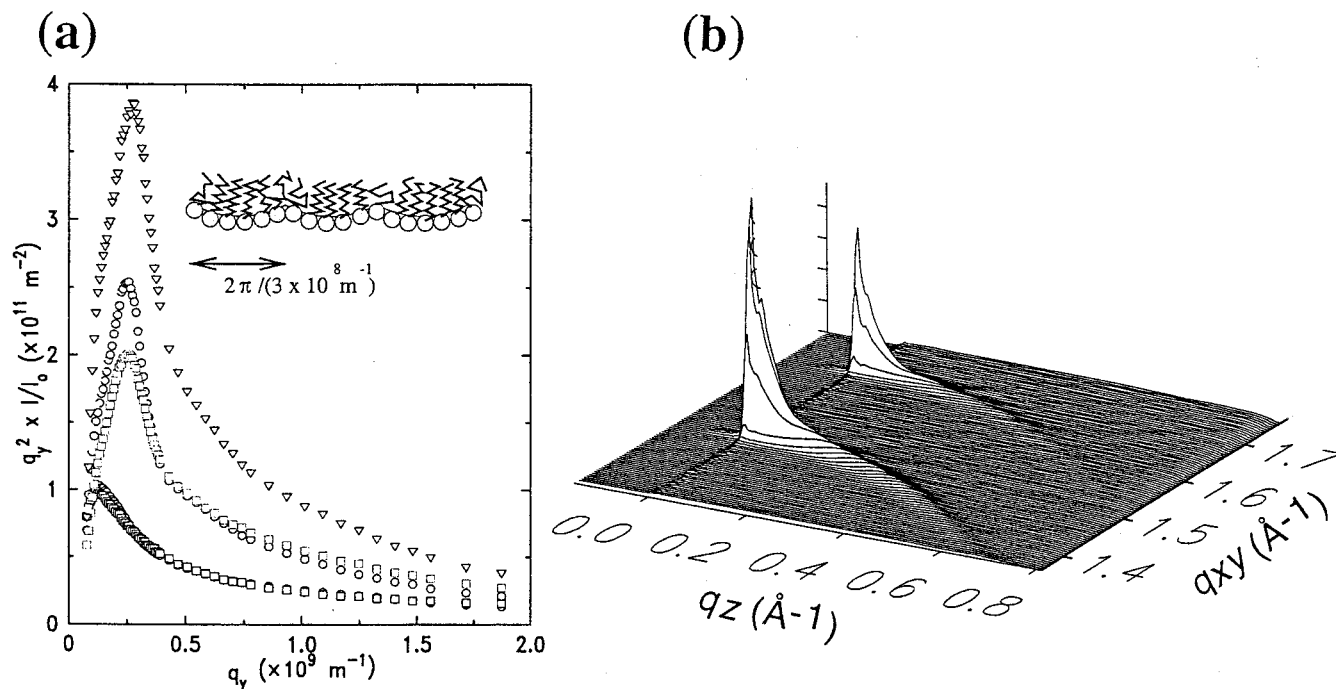 (a)
(b)
4
3
2
1
0
q_y^2 x I/I_o (×10^11 m^-2)
2π/(3 x 10^8 m^-1)
0 0.5 1.0 1.5 2.0
q_y (×10^9 m^-1)
0.0 0.2 0.4 0.6 0.8
qz (Å-1)
1.4 1.5 1.6 1.7
qxy (Å-1)